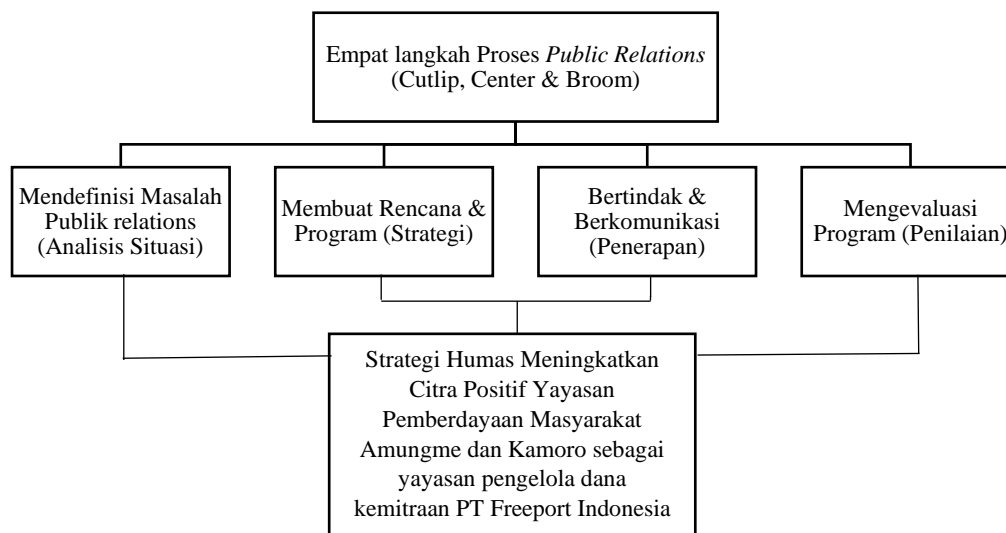 Empat langkah Proses Public Relations
(Cutlip, Center & Broom)
Mendefinisi Masalah
Publik relations
(Analisis Situasi)
Membuat Rencana &
Program (Strategi)
Bertindak &
Berkomunikasi
(Penerapan)
Mengevaluasi
Program (Penilaian)
Strategi Humas Meningkatkan
Citra Positif Yayasan
Pemberdayaan Masyarakat
Amungme dan Kamoro sebagai
yayasan pengelola dana
kemitraan PT Freeport Indonesia